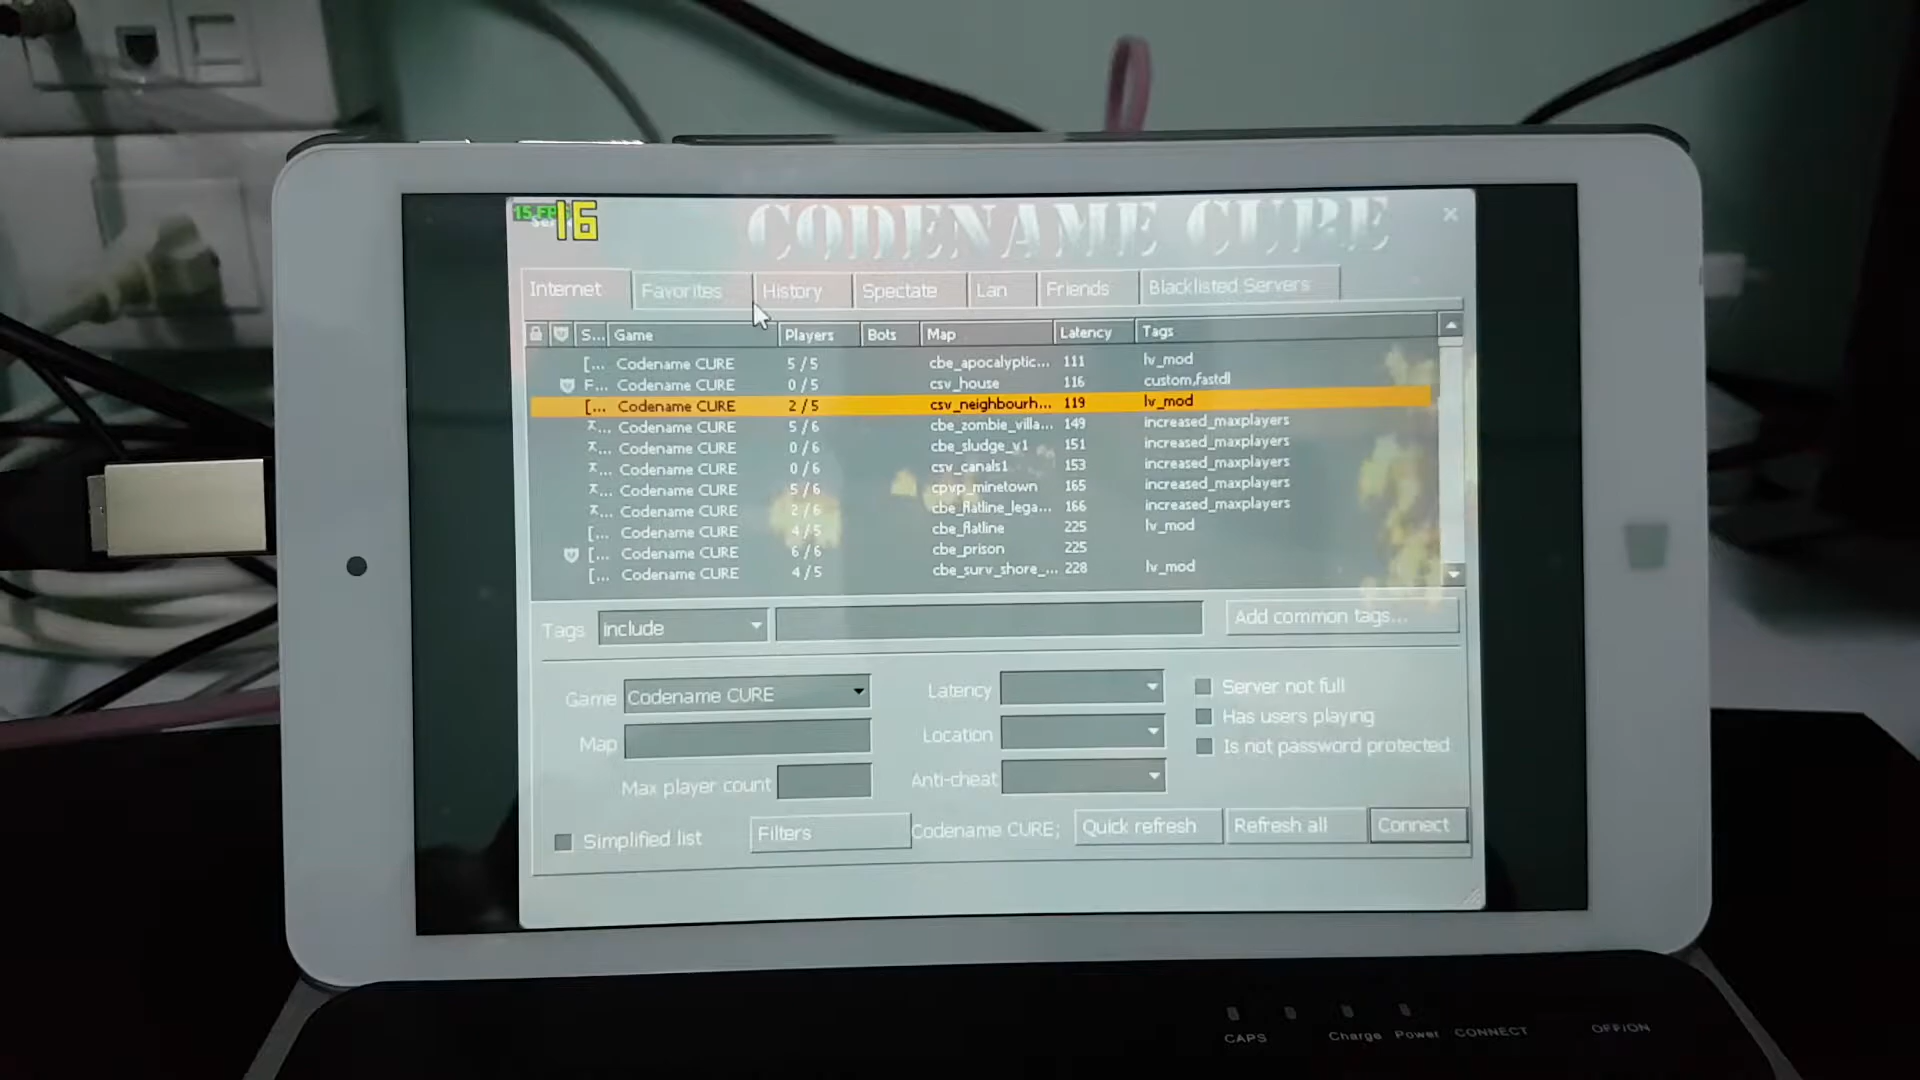 15 FPS
16
CODENAME CURE
Internet Favorites History Spectate Lan Friends Blacklisted Servers
S... Game Players Bots Map Latency Tags
[... Codename CURE 5 / 5 cbe_apocalyptic... 111 lv_mod
F... Codename CURE 0 / 5 csv_house 116 custom,fastdl
[... Codename CURE 2 / 5 csv_neighbourh... 119 lv_mod
Codename CURE 5 / 6 cbe_zombie_villa... 149 increased_maxplayers
Codename CURE 0 / 6 cbe_sludge_v1 151 increased_maxplayers
Codename CURE 0 / 6 csv_canals1 153 increased_maxplayers
Codename CURE 5 / 6 cpvp_minetown 165 increased_maxplayers
Codename CURE 2 / 6 cbe_flatline_lega... 166 increased_maxplayers
[... Codename CURE 4 / 5 cbe_flatline 225 lv_mod
[... Codename CURE 6 / 6 cbe_prison 225
[... Codename CURE 4 / 5 cbe_surv_shore_... 228 lv_mod
Tags include Add common tags...
Game Codename CURE Latency Server not full
Map Location Has users playing
Max player count Anti-cheat Is not password protected
Simplified list Filters Codename CURE; Quick refresh Refresh all Connect
CAPS Charge Power CONNECT OFF/ON